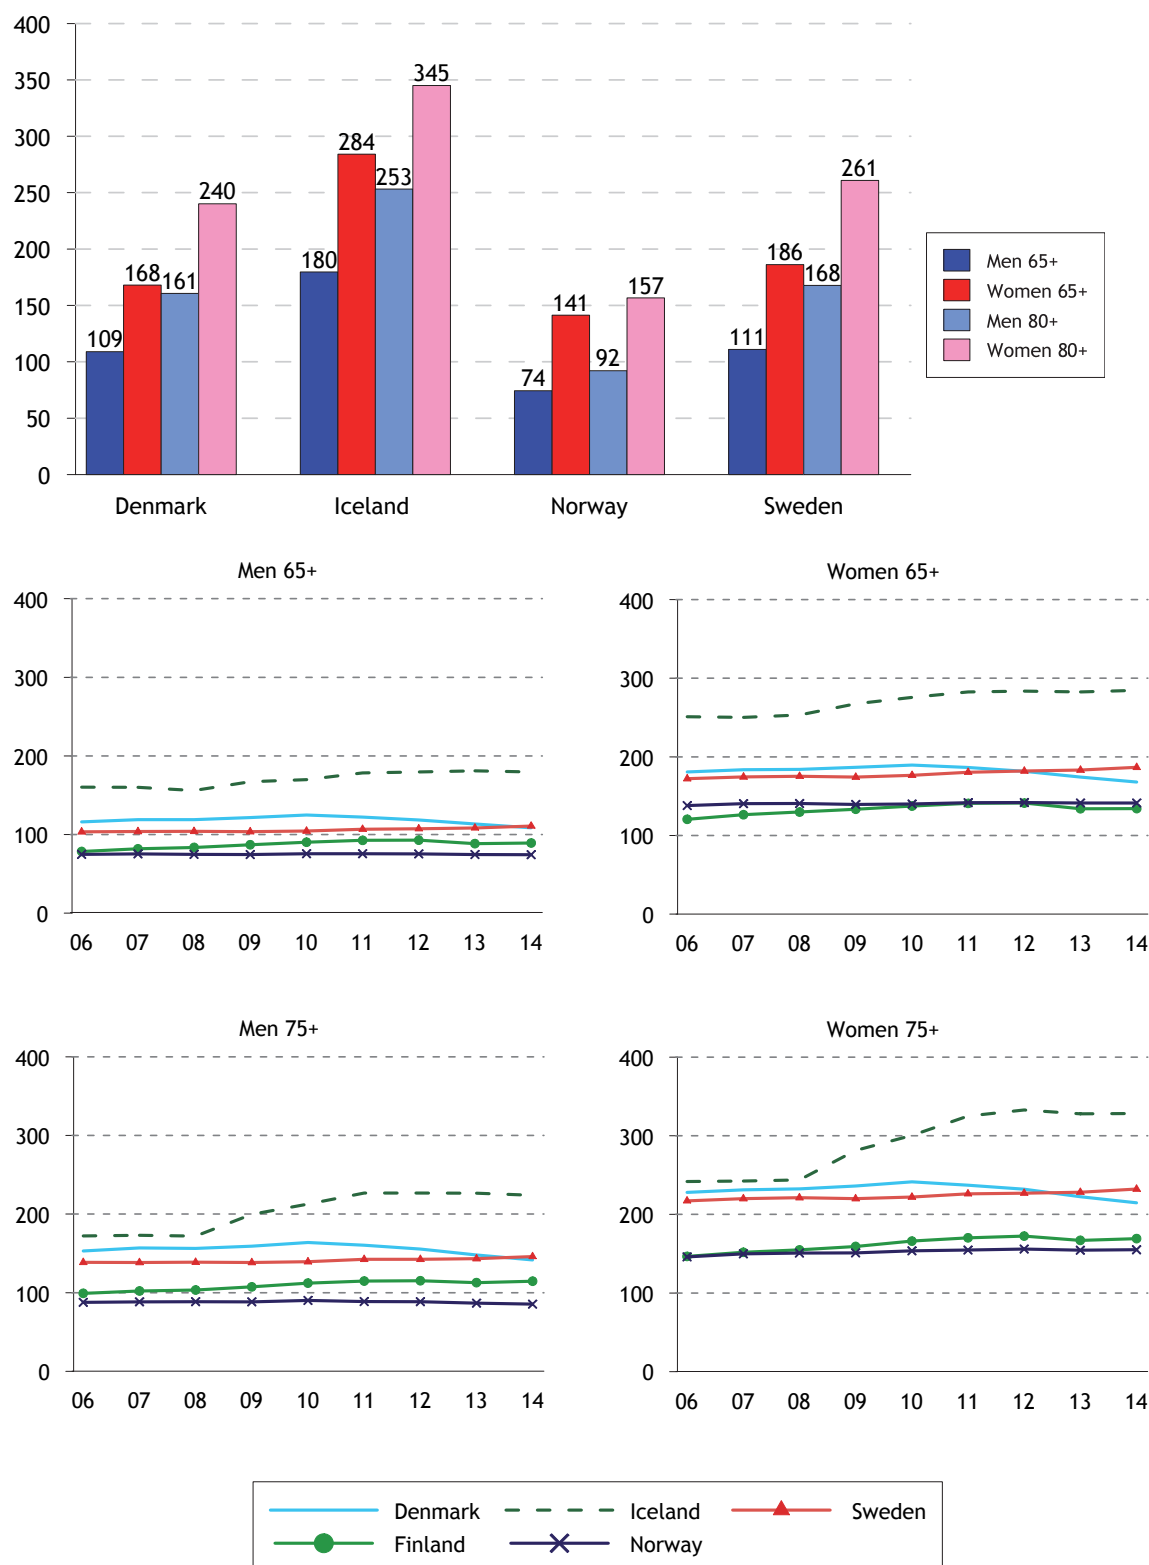 400
350
300
250
200
150
100
50
0
109 168 161 240
180 284 253 345
74 141 92 157
111 186 168 261
Denmark Iceland Norway Sweden
Men 65+
Women 65+
Men 80+
Women 80+
Men 65+
400
300
200
100
0
06 07 08 09 10 11 12 13 14
Women 65+
400
300
200
100
0
06 07 08 09 10 11 12 13 14
Men 75+
400
300
200
100
0
06 07 08 09 10 11 12 13 14
Women 75+
400
300
200
100
0
06 07 08 09 10 11 12 13 14
Denmark Iceland Sweden
Finland Norway